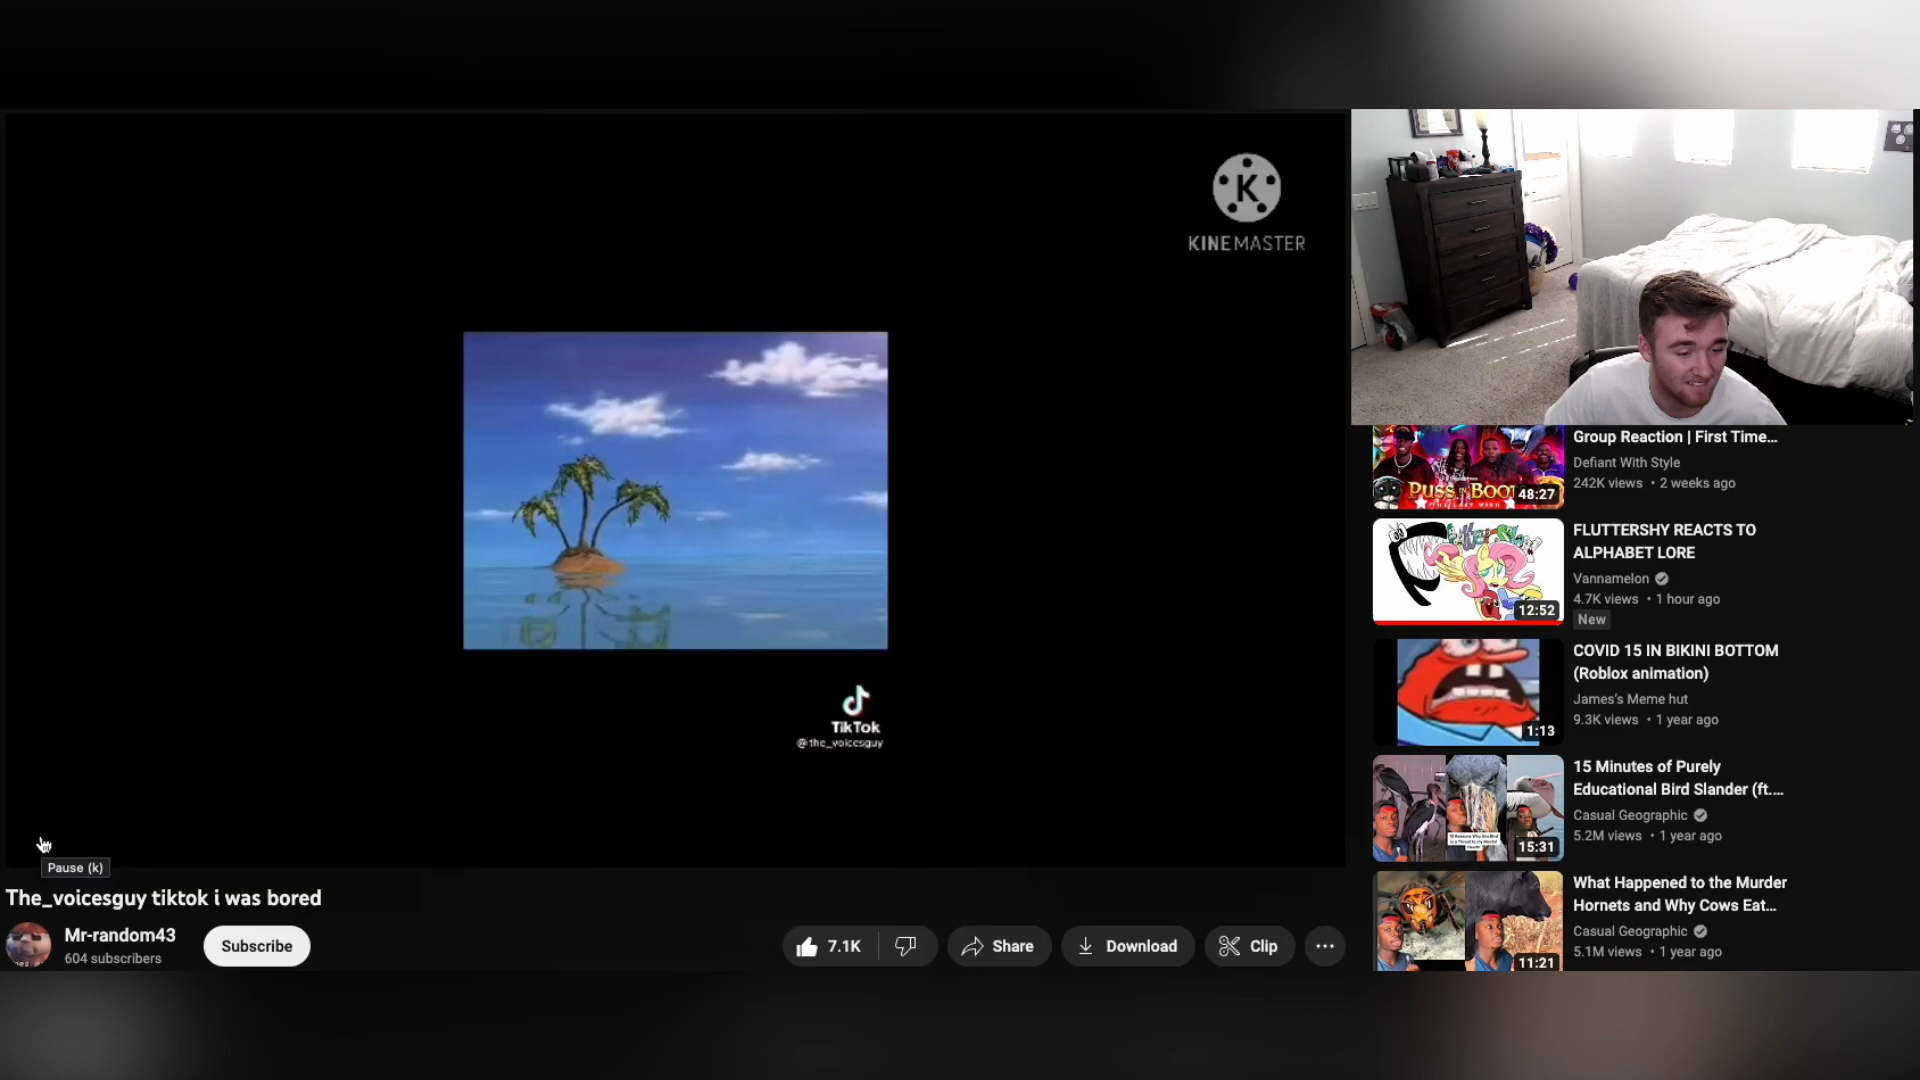 K
KINEMASTER
TikTok
@the_voicesguy
Pause (k)
The_voicesguy tiktok i was bored
Mr-random43
604 subscribers
Subscribe
7.1K
Share
Download
Clip
PUSS IN BOO
48:27
Group Reaction | First Time...
Defiant With Style
242K views • 2 weeks ago
12:52
FLUTTERSHY REACTS TO
ALPHABET LORE
Vannamelon
4.7K views • 1 hour ago
New
1:13
COVID 15 IN BIKINI BOTTOM
(Roblox animation)
James's Meme hut
9.3K views • 1 year ago
15:31
15 Minutes of Purely
Educational Bird Slander (ft....
Casual Geographic
5.2M views • 1 year ago
11:21
What Happened to the Murder
Hornets and Why Cows Eat...
Casual Geographic
5.1M views • 1 year ago